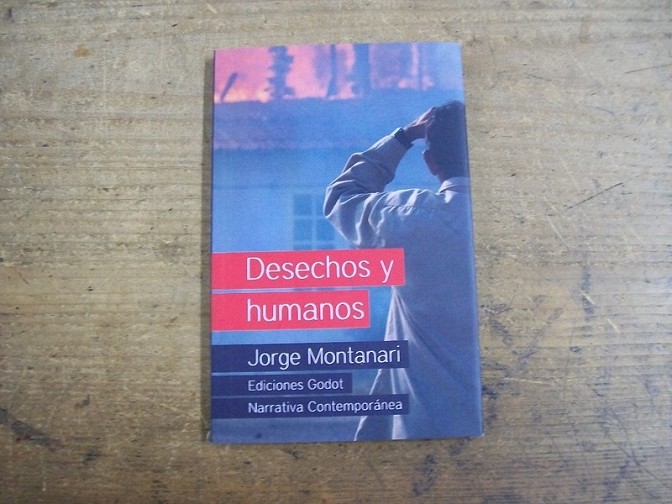 Desechos y
humanos
Jorge Montanari
Ediciones Godot
Narrativa Contemporánea